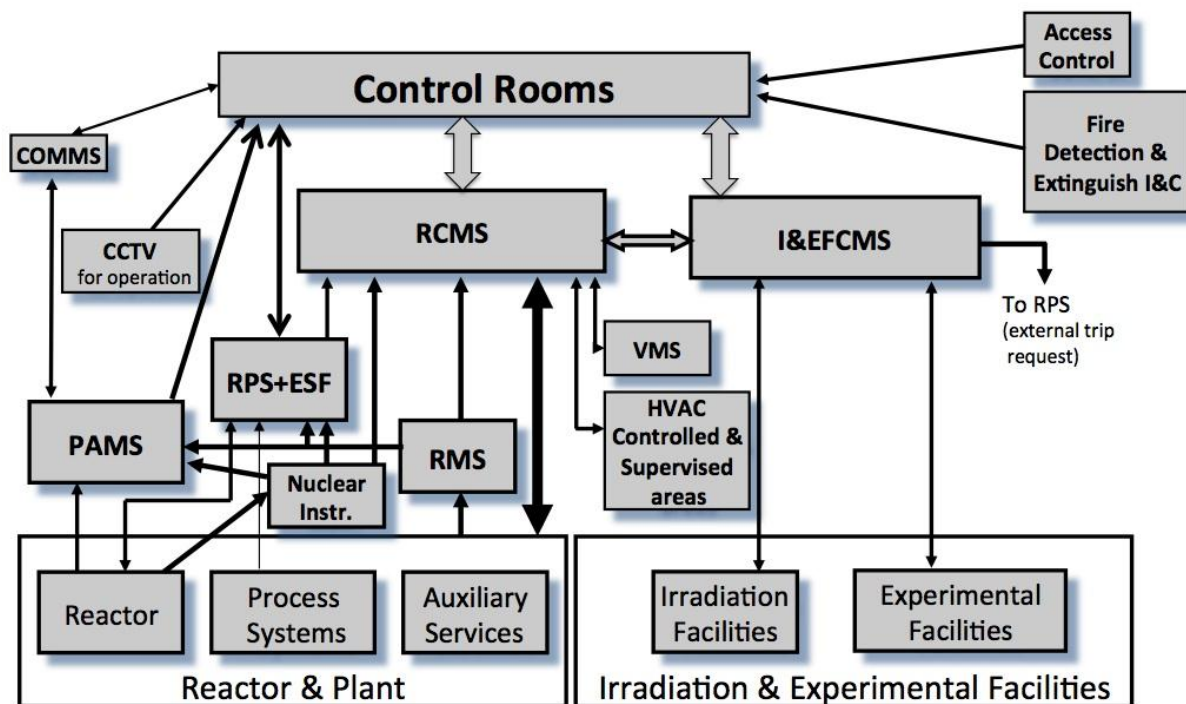 Control Rooms
Access
Control
COMMS
Fire
Detection &
Extinguish I&C
CCTV
for operation
RCMS
I&EFCMS
To RPS
(external trip
request)
VMS
RPS+ESF
HVAC
Controlled &
Supervised
areas
PAMS
RMS
Nuclear
Instr.
Reactor
Process
Systems
Auxiliary
Services
Irradiation
Facilities
Experimental
Facilities
Reactor & Plant
Irradiation & Experimental Facilities